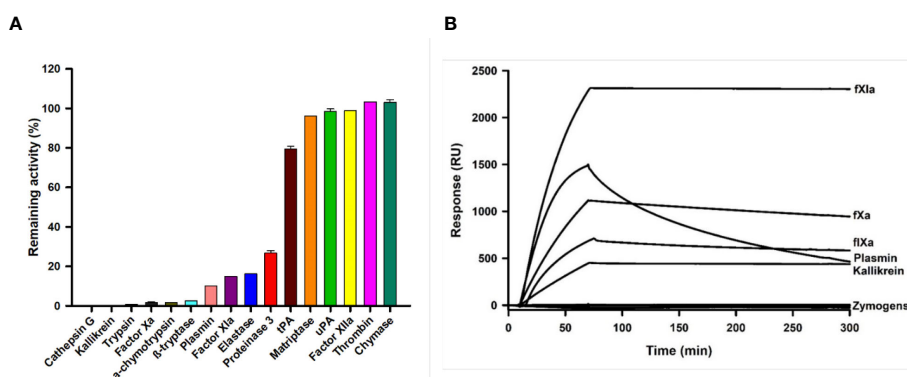 A
Remaining activity (%)
120
100
80
60
40
20
0
Cathepsin G
Kallikrein
Trypsin
Factor Xa
a-chymotrypsin
ß-tryptase
Plasmin
Factor XIa
Elastase
Proteinase 3
tPA
Matriptase
uPA
Factor XIIa
Thrombin
Chymase
B
Response (RU)
2500
2000
1500
1000
500
0
fXIa
fXa
fIXa
Plasmin
Kallikrein
Zymogens
0 50 100 150 200 250 300
Time (min)